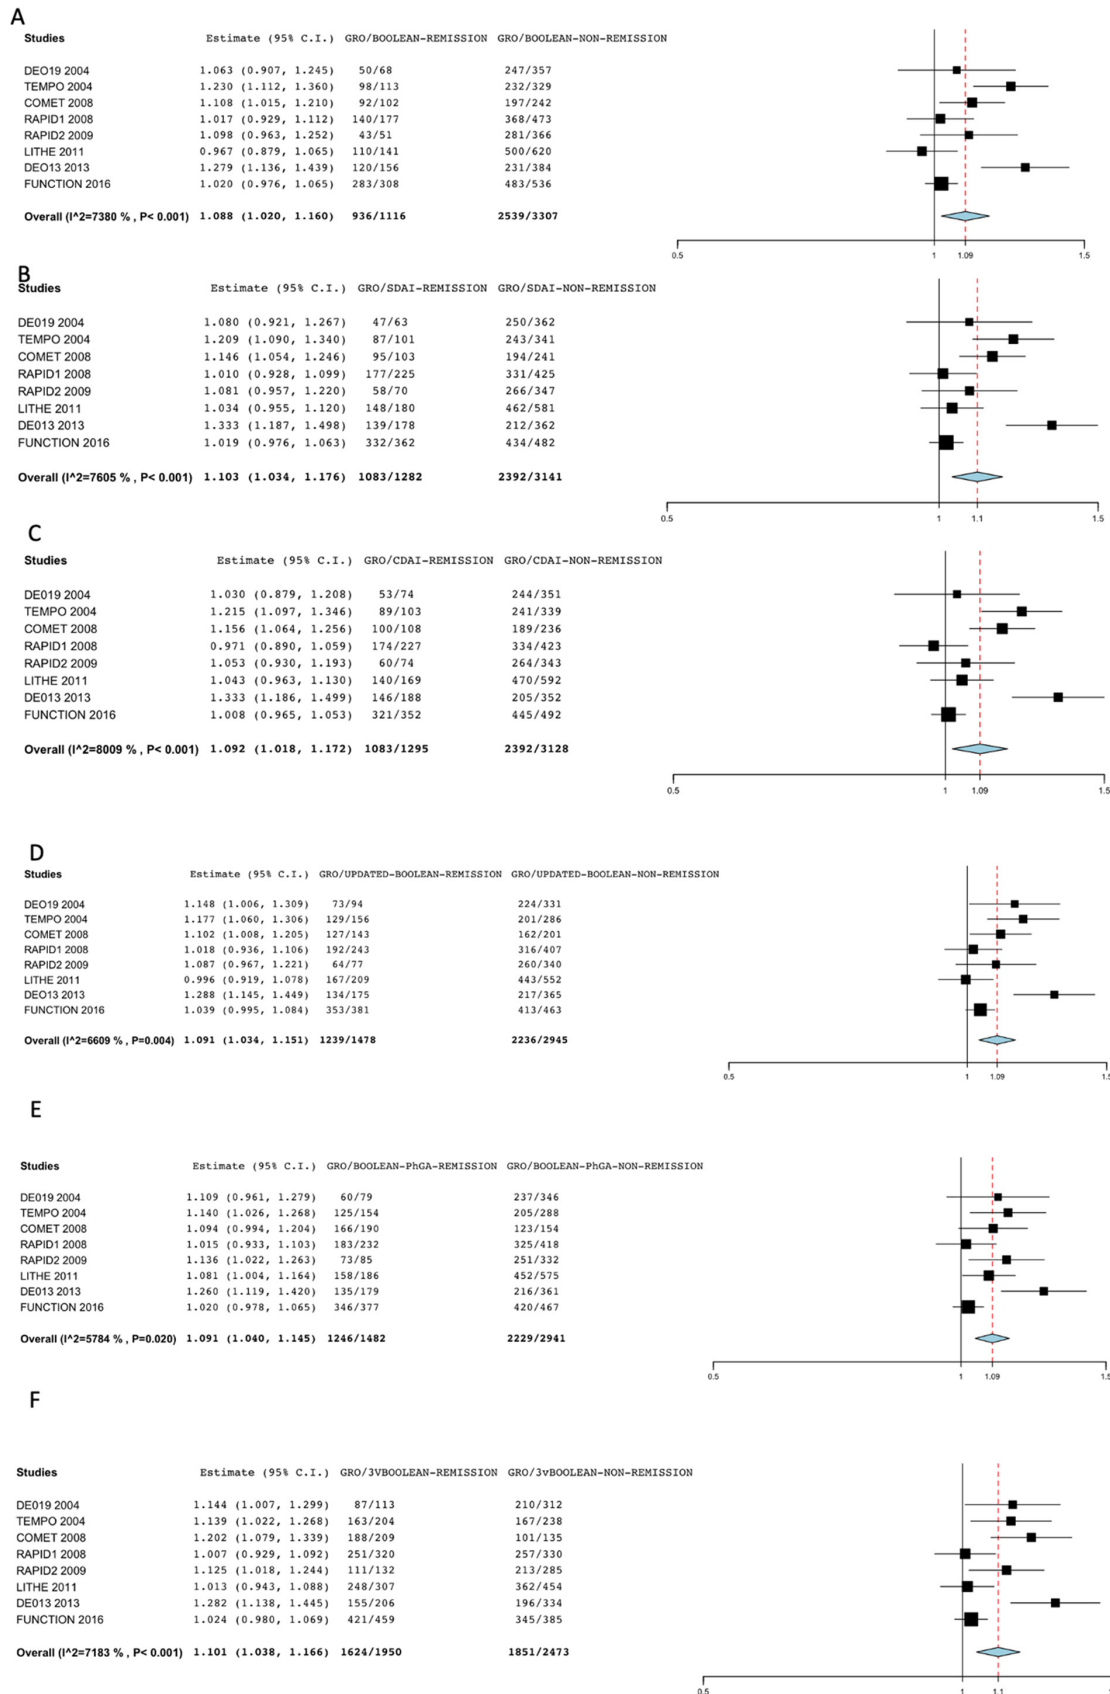 A
Studies Estimate (95% C.I.) GRO/BOOLEAN-REMISSION GRO/BOOLEAN-NON-REMISSION
DEO19 2004 1.063 (0.907, 1.245) 50/68 247/357
TEMPO 2004 1.230 (1.112, 1.360) 98/113 232/329
COMET 2008 1.108 (1.015, 1.210) 92/102 197/242
RAPID1 2008 1.017 (0.929, 1.112) 140/177 368/473
RAPID2 2009 1.098 (0.963, 1.252) 43/51 281/366
LITHE 2011 0.967 (0.879, 1.065) 110/141 500/620
DEO13 2013 1.279 (1.136, 1.439) 120/156 231/384
FUNCTION 2016 1.020 (0.976, 1.065) 283/308 483/536
Overall (I^2=7380 % , P< 0.001) 1.088 (1.020, 1.160) 936/1116 2539/3307
0.5 1 1.09 1.5
B
Studies Estimate (95% C.I.) GRO/SDAI-REMISSION GRO/SDAI-NON-REMISSION
DE019 2004 1.080 (0.921, 1.267) 47/63 250/362
TEMPO 2004 1.209 (1.090, 1.340) 87/101 243/341
COMET 2008 1.146 (1.054, 1.246) 95/103 194/241
RAPID1 2008 1.010 (0.928, 1.099) 177/225 331/425
RAPID2 2009 1.081 (0.957, 1.220) 58/70 266/347
LITHE 2011 1.034 (0.955, 1.120) 148/180 462/581
DE013 2013 1.333 (1.187, 1.498) 139/178 212/362
FUNCTION 2016 1.019 (0.976, 1.063) 332/362 434/482
Overall (I^2=7605 % , P< 0.001) 1.103 (1.034, 1.176) 1083/1282 2392/3141
0.5 1 1.1 1.5
C
Studies Estimate (95% C.I.) GRO/CDAI-REMISSION GRO/CDAI-NON-REMISSION
DE019 2004 1.030 (0.879, 1.208) 53/74 244/351
TEMPO 2004 1.215 (1.097, 1.346) 89/103 241/339
COMET 2008 1.156 (1.064, 1.256) 100/108 189/236
RAPID1 2008 0.971 (0.890, 1.059) 174/227 334/423
RAPID2 2009 1.053 (0.930, 1.193) 60/74 264/343
LITHE 2011 1.043 (0.963, 1.130) 140/169 470/592
DE013 2013 1.333 (1.186, 1.499) 146/188 205/352
FUNCTION 2016 1.008 (0.965, 1.053) 321/352 445/492
Overall (I^2=8009 % , P< 0.001) 1.092 (1.018, 1.172) 1083/1295 2392/3128
0.5 1 1.09 1.5
D
Studies Estimate (95% C.I.) GRO/UPDATED-BOOLEAN-REMISSION GRO/UPDATED-BOOLEAN-NON-REMISSION
DEO19 2004 1.148 (1.006, 1.309) 73/94 224/331
TEMPO 2004 1.177 (1.060, 1.306) 129/156 201/286
COMET 2008 1.102 (1.008, 1.205) 127/143 162/201
RAPID1 2008 1.018 (0.936, 1.106) 192/243 316/407
RAPID2 2009 1.087 (0.967, 1.221) 64/77 260/340
LITHE 2011 0.996 (0.919, 1.078) 167/209 443/552
DEO13 2013 1.288 (1.145, 1.449) 134/175 217/365
FUNCTION 2016 1.039 (0.995, 1.084) 353/381 413/463
Overall (I^2=6609 % , P=0.004) 1.091 (1.034, 1.151) 1239/1478 2236/2945
0.5 1 1.09 1.5
E
Studies Estimate (95% C.I.) GRO/BOOLEAN-PhGA-REMISSION GRO/BOOLEAN-PhGA-NON-REMISSION
DE019 2004 1.109 (0.961, 1.279) 60/79 237/346
TEMPO 2004 1.140 (1.026, 1.268) 125/154 205/288
COMET 2008 1.094 (0.994, 1.204) 166/190 123/154
RAPID1 2008 1.015 (0.933, 1.103) 183/232 325/418
RAPID2 2009 1.136 (1.022, 1.263) 73/85 251/332
LITHE 2011 1.081 (1.004, 1.164) 158/186 452/575
DE013 2013 1.260 (1.119, 1.420) 135/179 216/361
FUNCTION 2016 1.020 (0.978, 1.065) 346/377 420/467
Overall (I^2=5784 % , P=0.020) 1.091 (1.040, 1.145) 1246/1482 2229/2941
0.5 1 1.09 1.5
F
Studies Estimate (95% C.I.) GRO/3VBOOLEAN-REMISSION GRO/3vBOOLEAN-NON-REMISSION
DE019 2004 1.144 (1.007, 1.299) 87/113 210/312
TEMPO 2004 1.139 (1.022, 1.268) 163/204 167/238
COMET 2008 1.202 (1.079, 1.339) 188/209 101/135
RAPID1 2008 1.007 (0.929, 1.092) 251/320 257/330
RAPID2 2009 1.125 (1.018, 1.244) 111/132 213/285
LITHE 2011 1.013 (0.943, 1.088) 248/307 362/454
DE013 2013 1.282 (1.138, 1.445) 155/206 196/334
FUNCTION 2016 1.024 (0.980, 1.069) 421/459 345/385
Overall (I^2=7183 % , P< 0.001) 1.101 (1.038, 1.166) 1624/1950 1851/2473
0.5 1 1.1